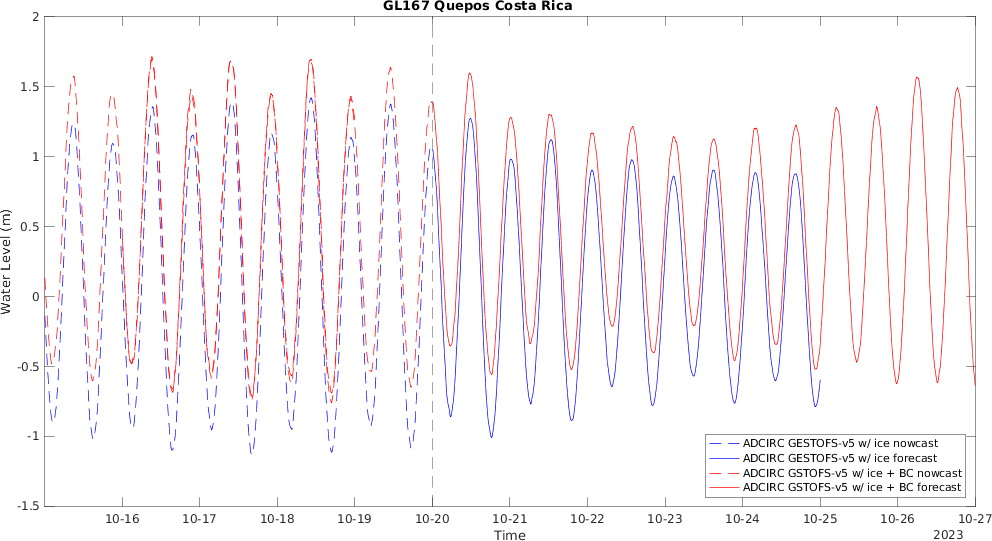 GL167 Quepos Costa Rica
2
1.5
1
0.5
0
-0.5
-1
-1.5
Water Level (m)
10-16 10-17 10-18 10-19 10-20 10-21 10-22 10-23 10-24 10-25 10-26 10-27
Time
2023
ADCIRC GESTOFS-v5 w/ ice nowcast
ADCIRC GESTOFS-v5 w/ ice forecast
ADCIRC GSTOFS-v5 w/ ice + BC nowcast
ADCIRC GSTOFS-v5 w/ ice + BC forecast